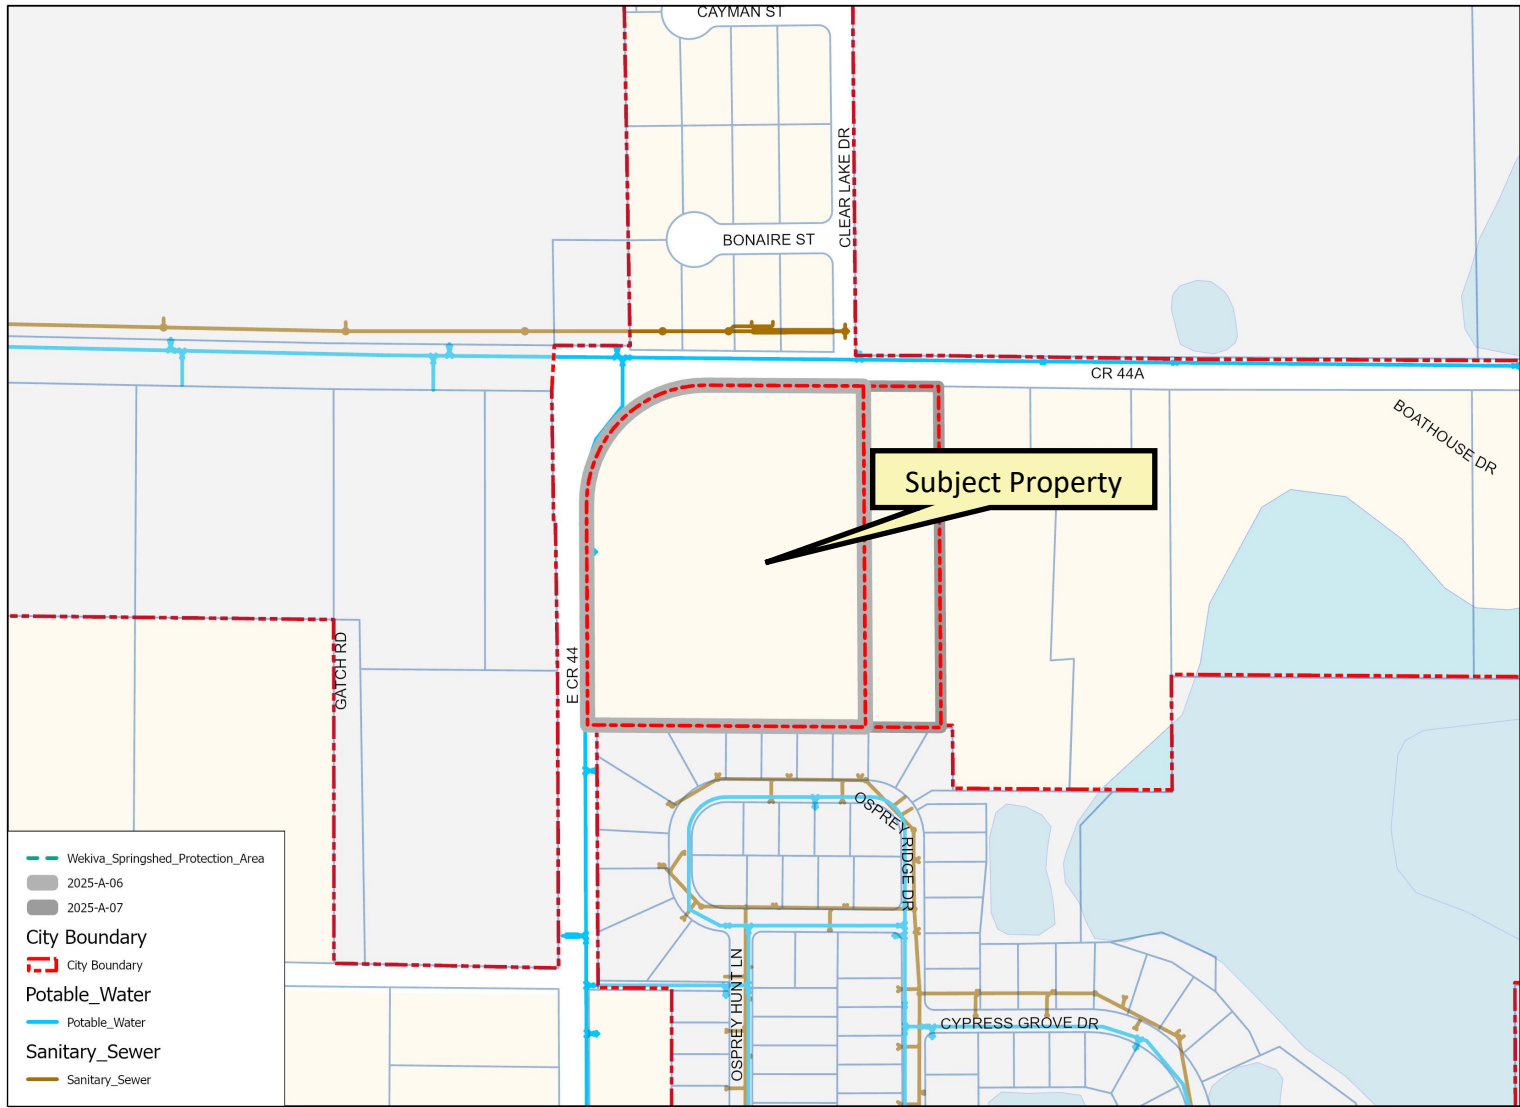 CAYMAN ST
CLEAR LAKE DR
BONAIRE ST
CR 44A
BOATHOUSE DR
Subject Property
GATCH RD
E CR 44
OSPREY RIDGE DR
OSPREY HUNT LN
CYPRESS GROVE DR
Wekiva_Springshed_Protection_Area
2025-A-06
2025-A-07
City Boundary
City Boundary
Potable_Water
Potable_Water
Sanitary_Sewer
Sanitary_Sewer